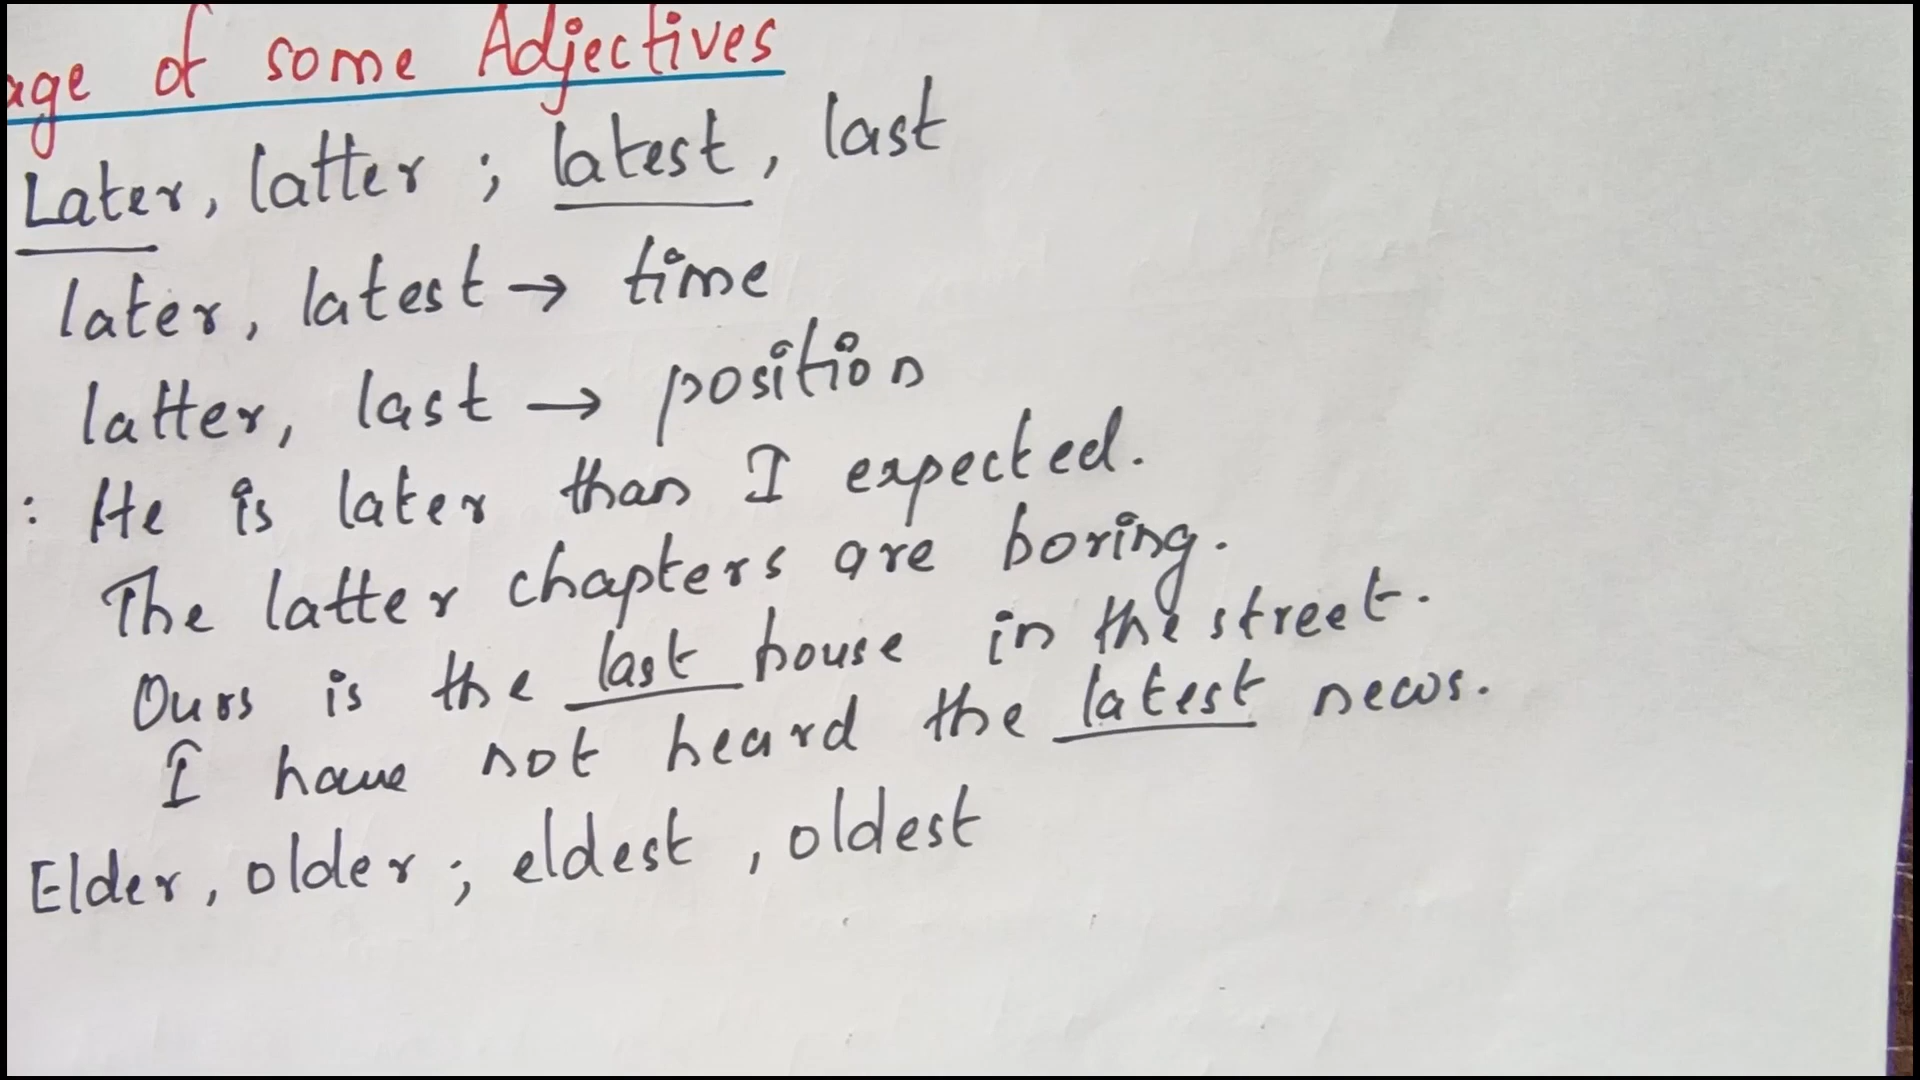 age of some Adjectives
Later, latter ; latest, last
later, latest → time
latter, last → position
: He is later than I expected.
The latter chapters are boring.
Ours is the last house in the street.
I have not heard the latest news.
Elder, older ; eldest, oldest